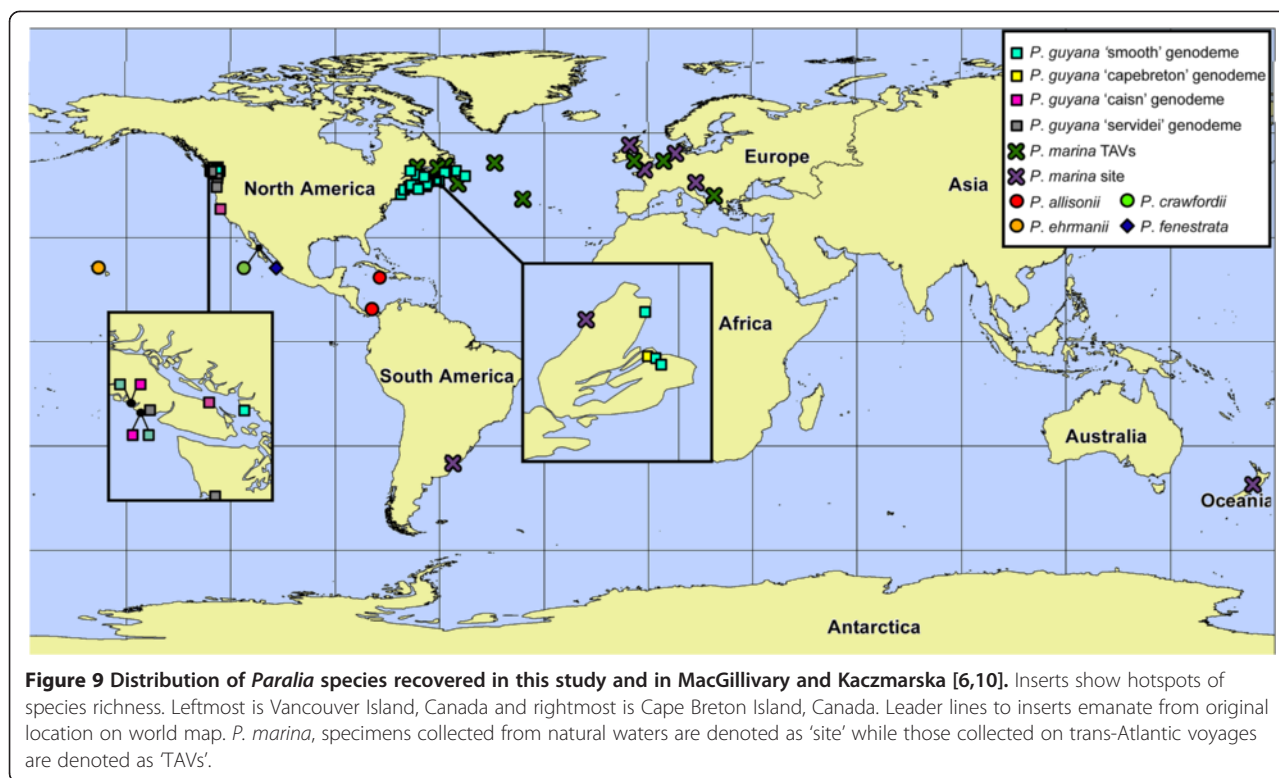 P. guyana 'smooth' genodeme
P. guyana 'capebreton' genodeme
P. guyana 'caisn' genodeme
P. guyana 'servidei' genodeme
P. marina TAVs
P. marina site
P. allisonii
P. crawfordii
P. ehrmanii
P. fenestrata
North America
Europe
Asia
Africa
South America
Australia
Oceania
Antarctica
Figure 9 Distribution of Paralia species recovered in this study and in MacGillivary and Kaczmarska [6,10]. Inserts show hotspots of
species richness. Leftmost is Vancouver Island, Canada and rightmost is Cape Breton Island, Canada. Leader lines to inserts emanate from original
location on world map. P. marina, specimens collected from natural waters are denoted as 'site' while those collected on trans-Atlantic voyages
are denoted as 'TAVs'.